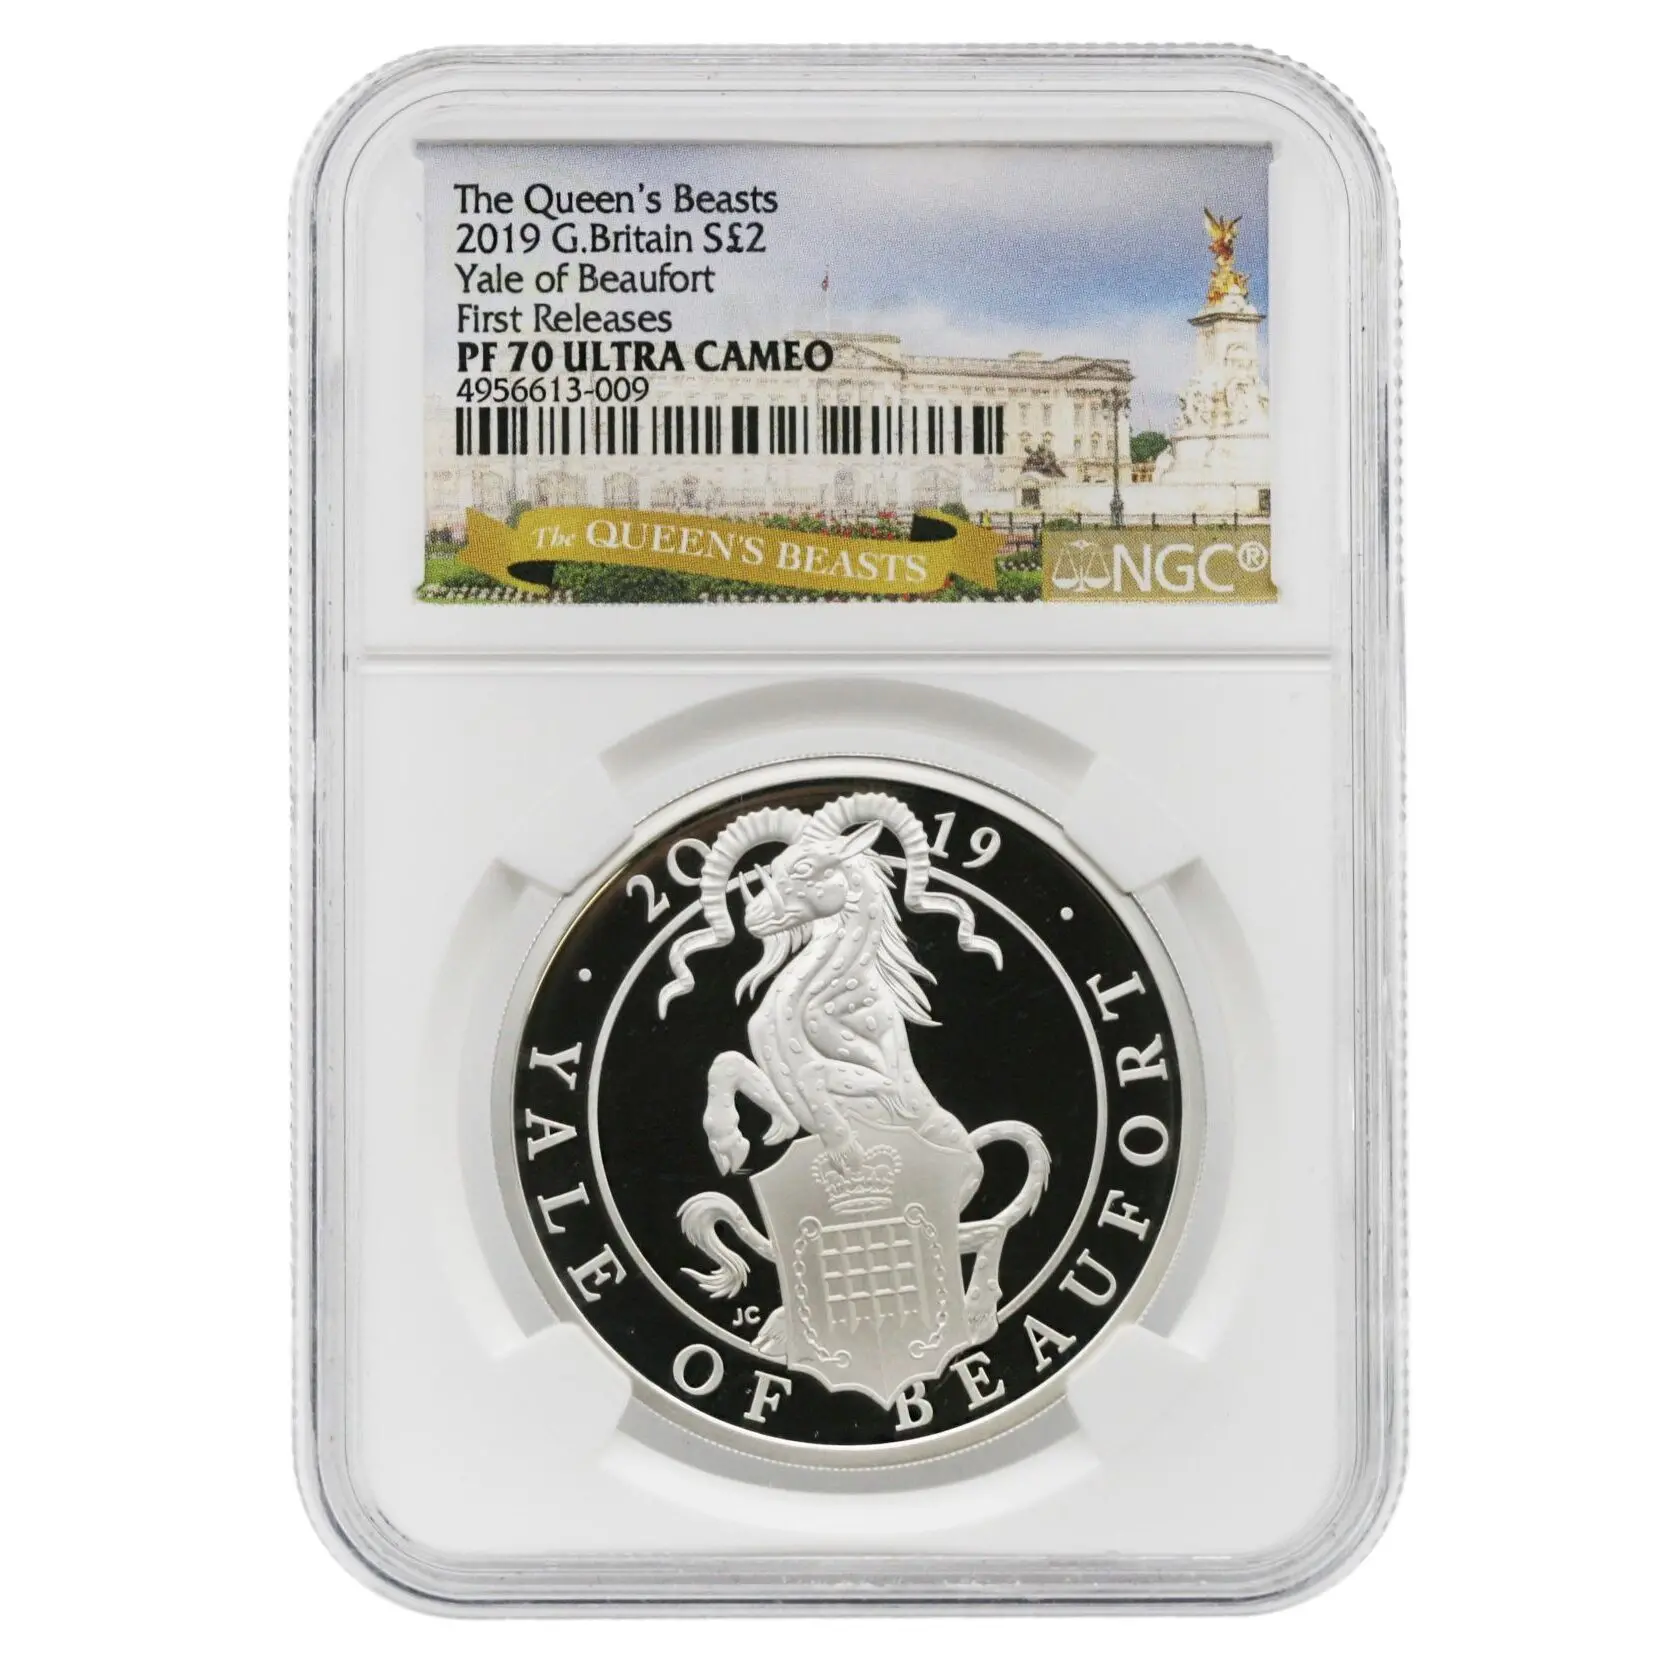 The Queen's Beasts
2019 G.Britain S£2
Yale of Beaufort
First Releases
PF 70 ULTRA CAMEO
4956613-009
The QUEEN'S BEASTS
NGC®
2019
· YALE OF BEAUFORT ·
JC